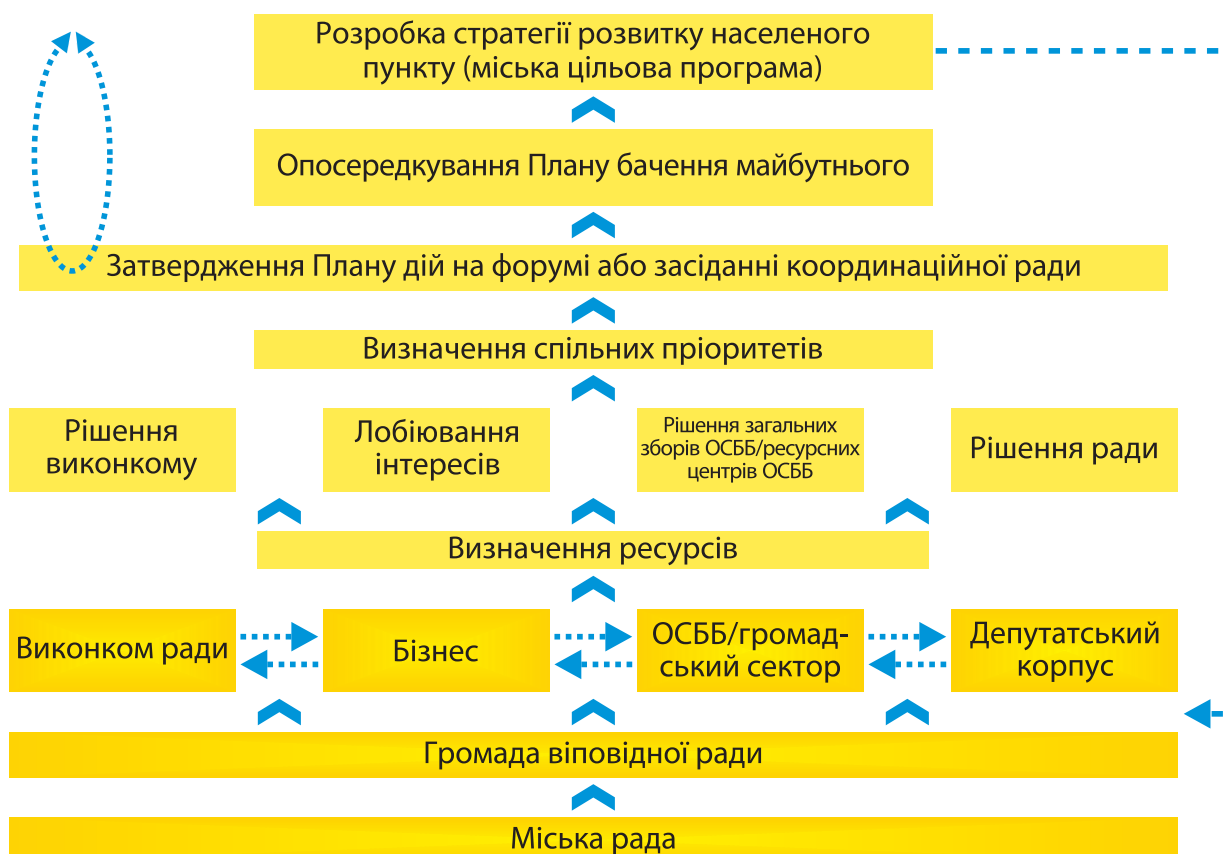 Розробка стратегії розвитку населеного
пункту (міська цільова програма)
Опосередкування Плану бачення майбутнього
Затвердження Плану дій на форумі або засіданні координаційної ради
Визначення спільних пріоритетів
Рішення
виконкому
Лобіювання
інтересів
Рішення загальних
зборів ОСББ/ресурсних
центрів ОСББ
Рішення ради
Визначення ресурсів
Виконком ради
Бізнес
ОСББ/громад-
ський сектор
Депутатський
корпус
Громада віповідної ради
Міська рада